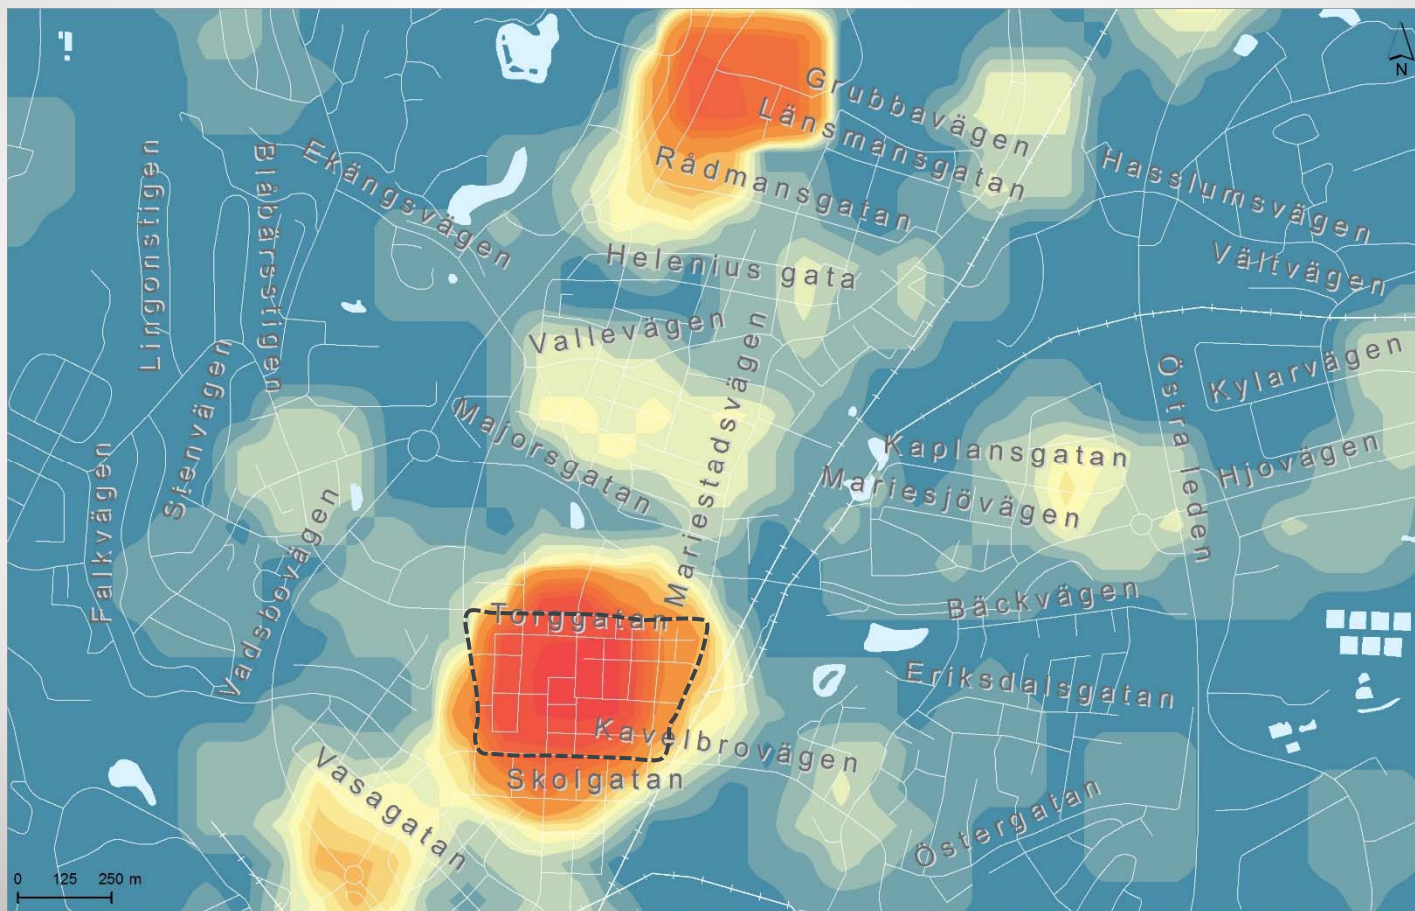 N
Grubbavägen
Länsmansgatan
Rådmansgatan
Hasslumsvägen
Ekängsvägen
Lingonstigen
Blåbärsstigen
Helenius gata
Vältvägen
Vallevägen
Mariestadsvägen
Stenvägen
Östra leden
Kylarvägen
Majorsgatan
Kaplansgatan
Hjovägen
Mariesjövägen
Falkvägen
Vadsbovägen
Torggatan
Bäckvägen
Eriksdalsgatan
Kavelbrovägen
Skolgatan
Vasagatan
Östergatan
0 125 250 m